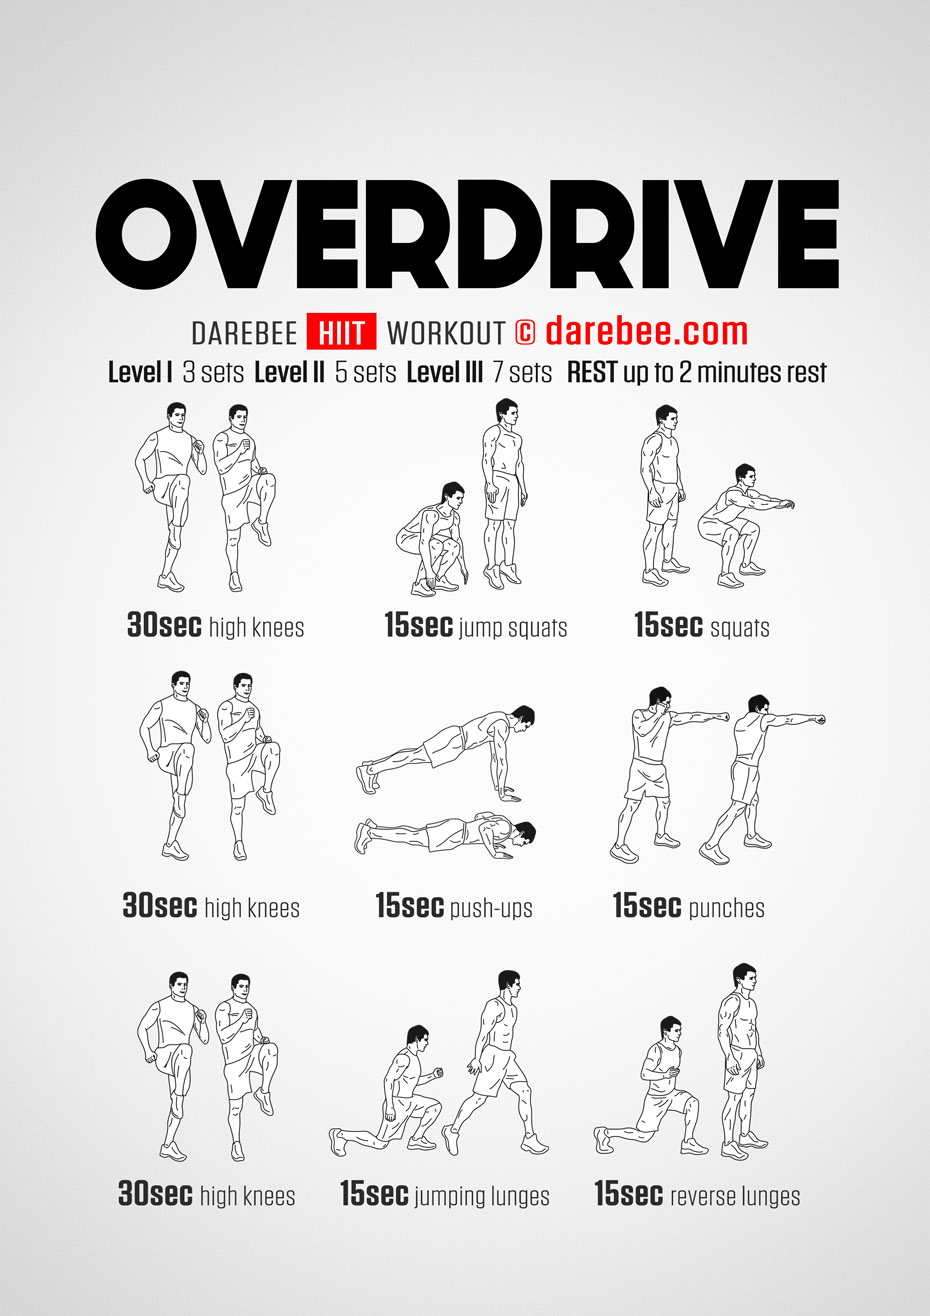 OVERDRIVE
DAREBEE HIIT WORKOUT © darebee.com
Level I 3 sets Level II 5 sets Level III 7 sets REST up to 2 minutes rest
30sec high knees
15sec jump squats
15sec squats
30sec high knees
15sec push-ups
15sec punches
30sec high knees
15sec jumping lunges
15sec reverse lunges